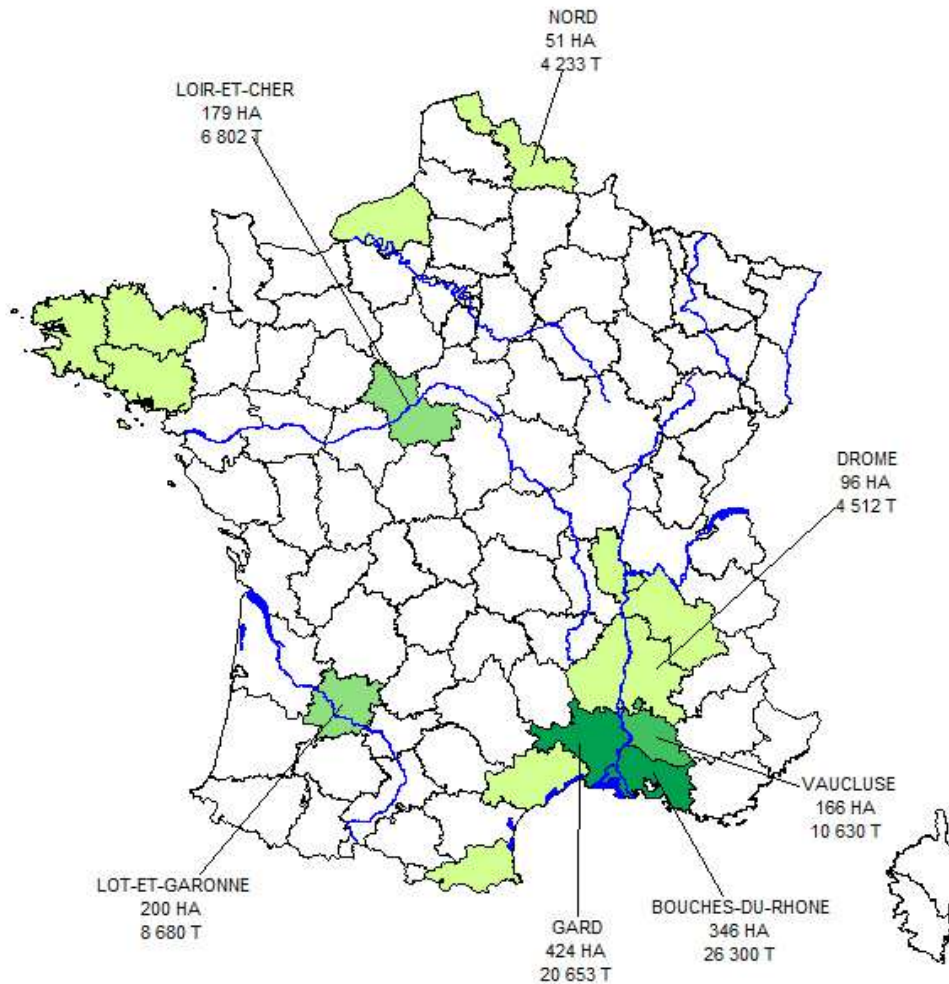 NORD
51 HA
4 233 T
LOIR-ET-CHER
179 HA
6 802 T
DROME
96 HA
4 512 T
VAUCLUSE
166 HA
10 630 T
LOT-ET-GARONNE
200 HA
8 680 T
BOUCHES-DU-RHONE
346 HA
26 300 T
GARD
424 HA
20 653 T